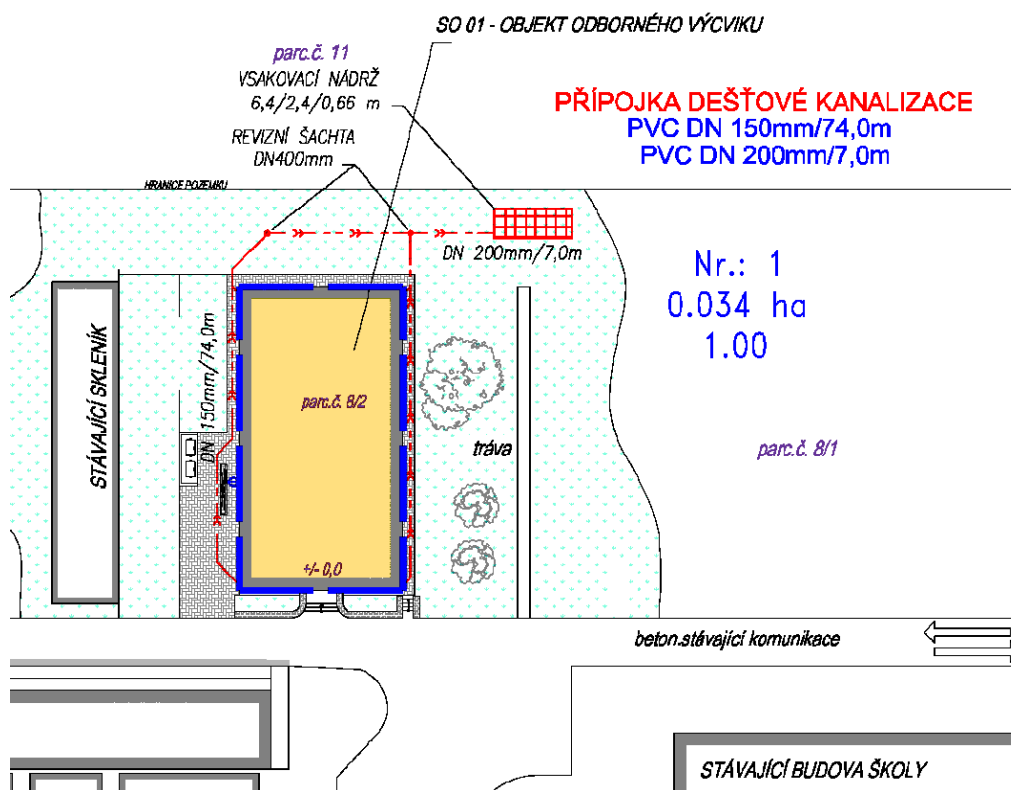 SO 01 - OBJEKT ODBORNÉHO VÝCVIKU
parc.č. 11
VSAKOVACÍ NÁDRŽ
6,4/2,4/0,66 m
REVIZNÍ ŠACHTA
DN400mm
PŘÍPOJKA DEŠŤOVÉ KANALIZACE
PVC DN 150mm/74,0m
PVC DN 200mm/7,0m
HRANICE POZEMKU
DN 200mm/7,0m
Nr.: 1
0.034 ha
1.00
STÁVAJÍCÍ SKLENÍK
DN 150mm/74,0m
parc.č. 8/2
tráva
parc.č. 8/1
+/- 0,0
beton.stávající komunikace
STÁVAJÍCÍ BUDOVA ŠKOLY